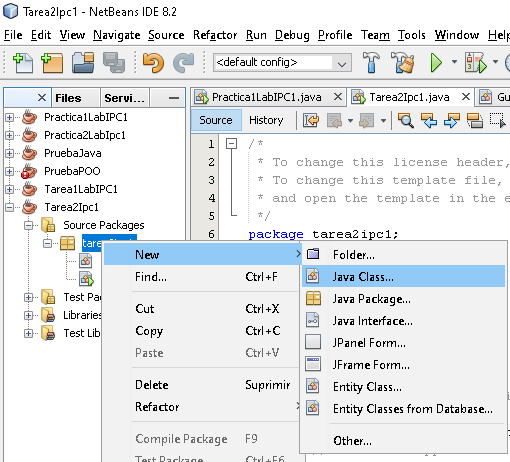 Tarea2Ipc1 - NetBeans IDE 8.2
File Edit View Navigate Source Refactor Run Debug Profile Team Tools Window Help
<default config>
Files Servi...
Practica1LabIPC1.java Tarea2Ipc1.java
Practica1LabIPC1
Practica2LabIpc1
PruebaJava
PruebaPOO
Tarea1LabIPC1
Tarea2Ipc1
Source Packages
Test Pa
Libraries
Test Lib
Source History
1 /*
2 * To change this license header,
3 * To change this template file,
4 * and open the template in the e
5 */
6 package tarea2ipc1;
New
Find... Ctrl+F
Cut Ctrl+X
Copy Ctrl+C
Paste Ctrl+V
Delete Suprimir
Refactor
Compile Package F9
Test Package Ctrl+F6
Folder...
Java Class...
Java Package...
Java Interface...
JPanel Form...
JFrame Form...
Entity Class...
Entity Classes from Database...
Other...